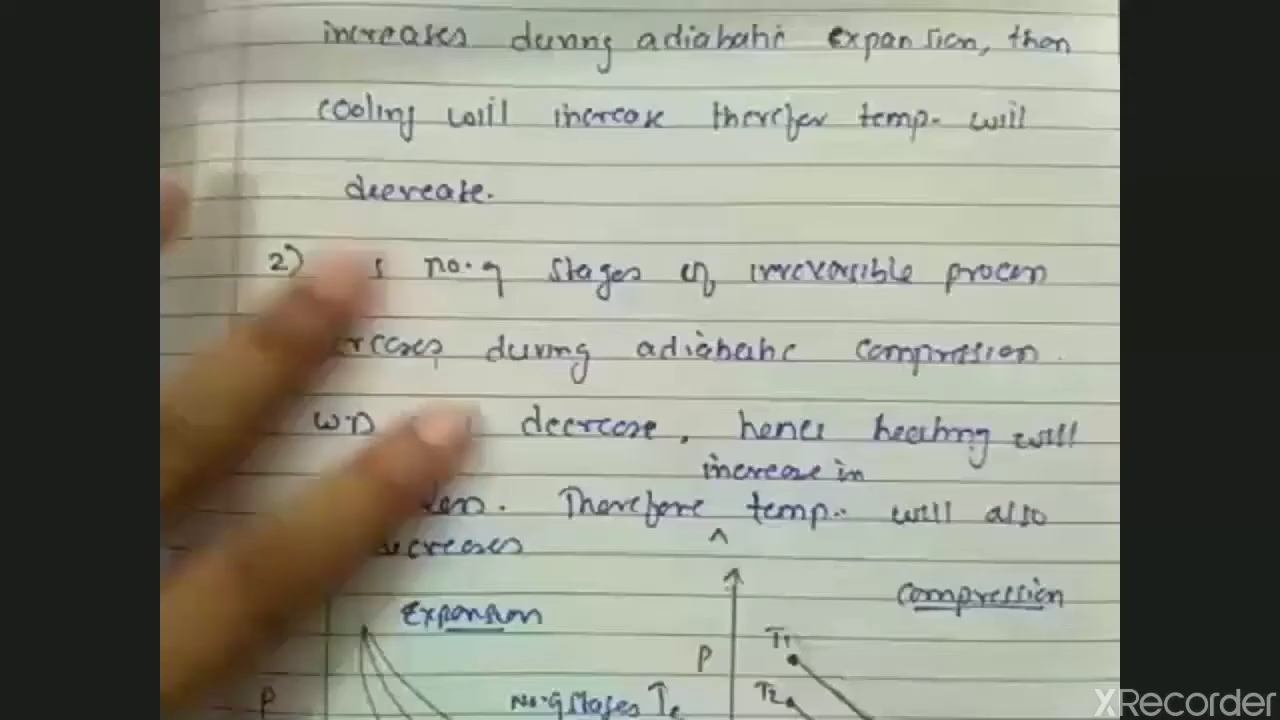 increases during adiabatic expansion, then
cooling will increase therefor temp. will
decreate.
2) s no. of stages of irreversible process
creases during adiabatic compression.
W.D decrease, hence heating will
increase in
Therefore temp. will also
creases
Expansion
compression
P
T1
P
T2
No. of stages ↑
XRecorder